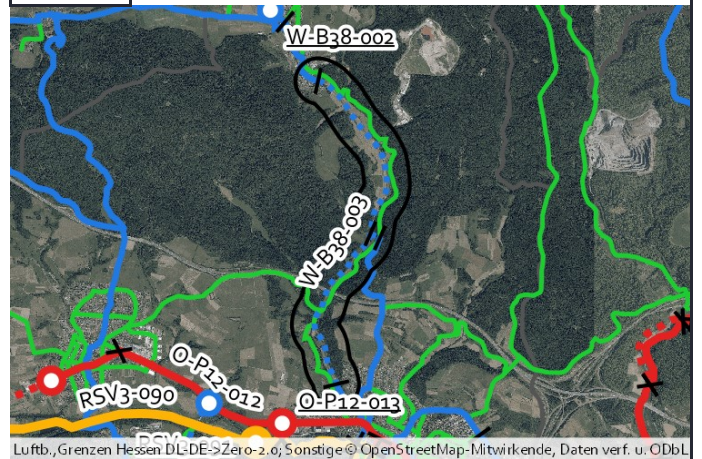 W-B38-002
W-B38-003
O-P12-012
RSV3-090
O-P12-013
Luftb.,Grenzen Hessen DL-DE->Zero-2.0; Sonstige © OpenStreetMap-Mitwirkende, Daten verf. u. ODbL